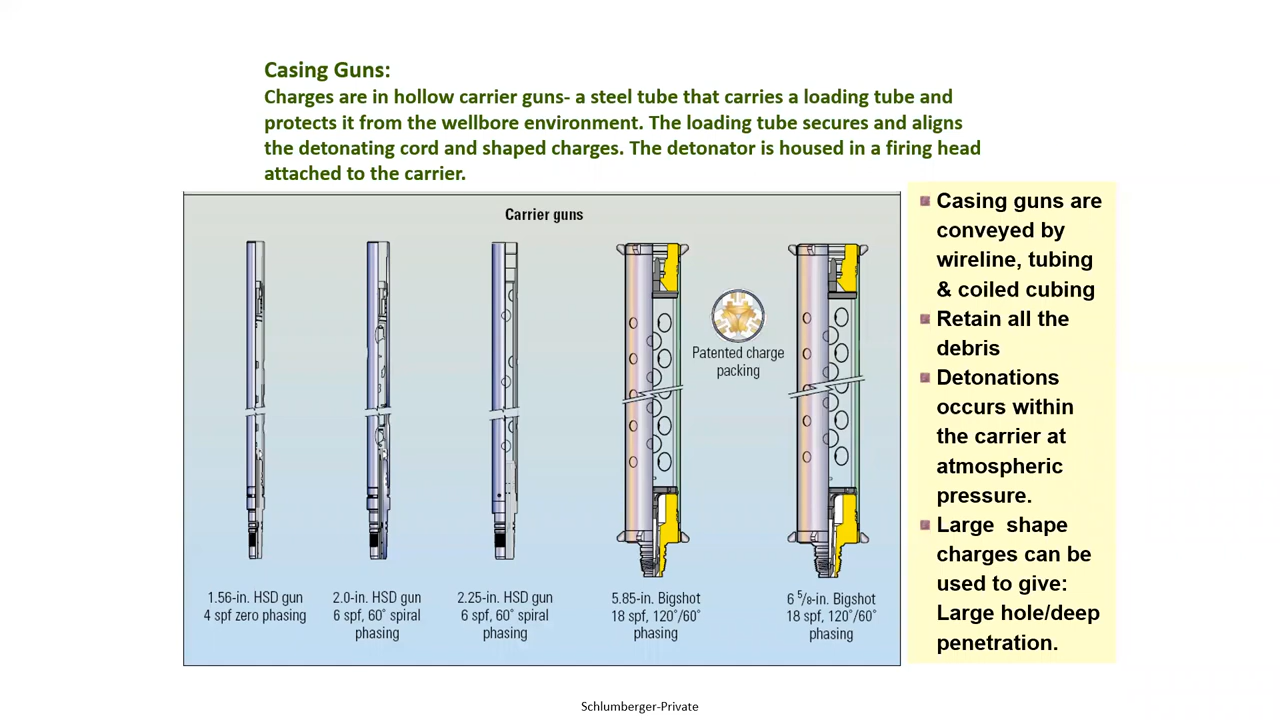 Casing Guns:
Charges are in hollow carrier guns- a steel tube that carries a loading tube and
protects it from the wellbore environment. The loading tube secures and aligns
the detonating cord and shaped charges. The detonator is housed in a firing head
attached to the carrier.
Carrier guns
Patented charge
packing
1.56-in. HSD gun
4 spf zero phasing
2.0-in. HSD gun
6 spf, 60° spiral
phasing
2.25-in. HSD gun
6 spf, 60° spiral
phasing
5.85-in. Bigshot
18 spf, 120°/60°
phasing
6 5/8-in. Bigshot
18 spf, 120°/60°
phasing
Casing guns are
conveyed by
wireline, tubing
& coiled cubing
Retain all the
debris
Detonations
occurs within
the carrier at
atmospheric
pressure.
Large shape
charges can be
used to give:
Large hole/deep
penetration.
Schlumberger-Private